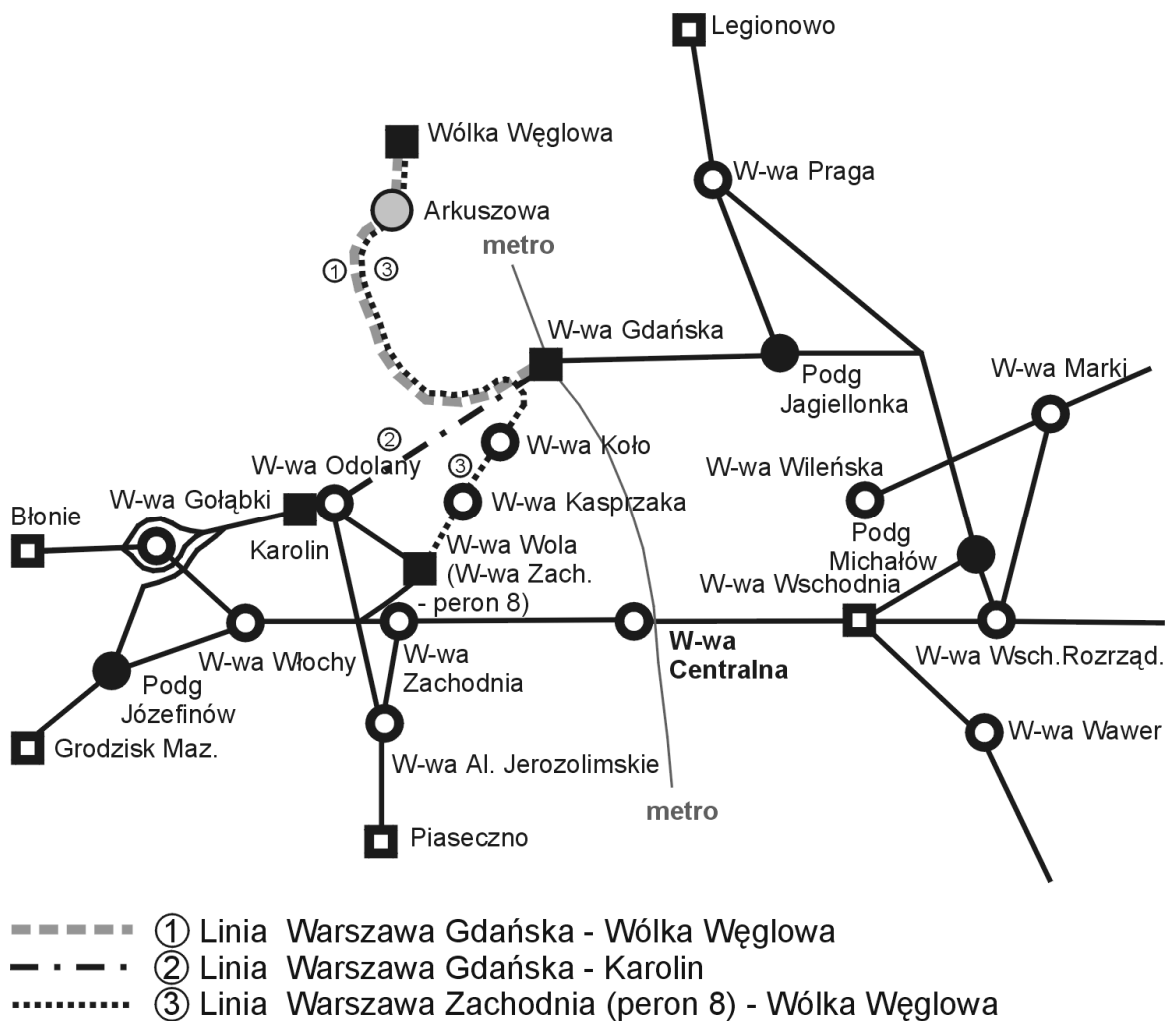 Legionowo
Wólka Węglowa
W-wa Praga
Arkuszowa
metro
1
3
W-wa Gdańska
W-wa Marki
Podg
Jagiellonka
2
W-wa Koło
W-wa Odolany
3
W-wa Wileńska
W-wa Gołąbki
W-wa Kasprzaka
Błonie
Podg
Michałów
Karolin
W-wa Wola
(W-wa Zach.
- peron 8)
W-wa Wschodnia
W-wa Włochy
W-wa
Zachodnia
W-wa
Centralna
W-wa Wsch.Rozrząd.
Podg
Józefinów
Grodzisk Maz.
W-wa Wawer
W-wa Al. Jerozolimskie
metro
Piaseczno
1 Linia Warszawa Gdańska - Wólka Węglowa
2 Linia Warszawa Gdańska - Karolin
3 Linia Warszawa Zachodnia (peron 8) - Wólka Węglowa